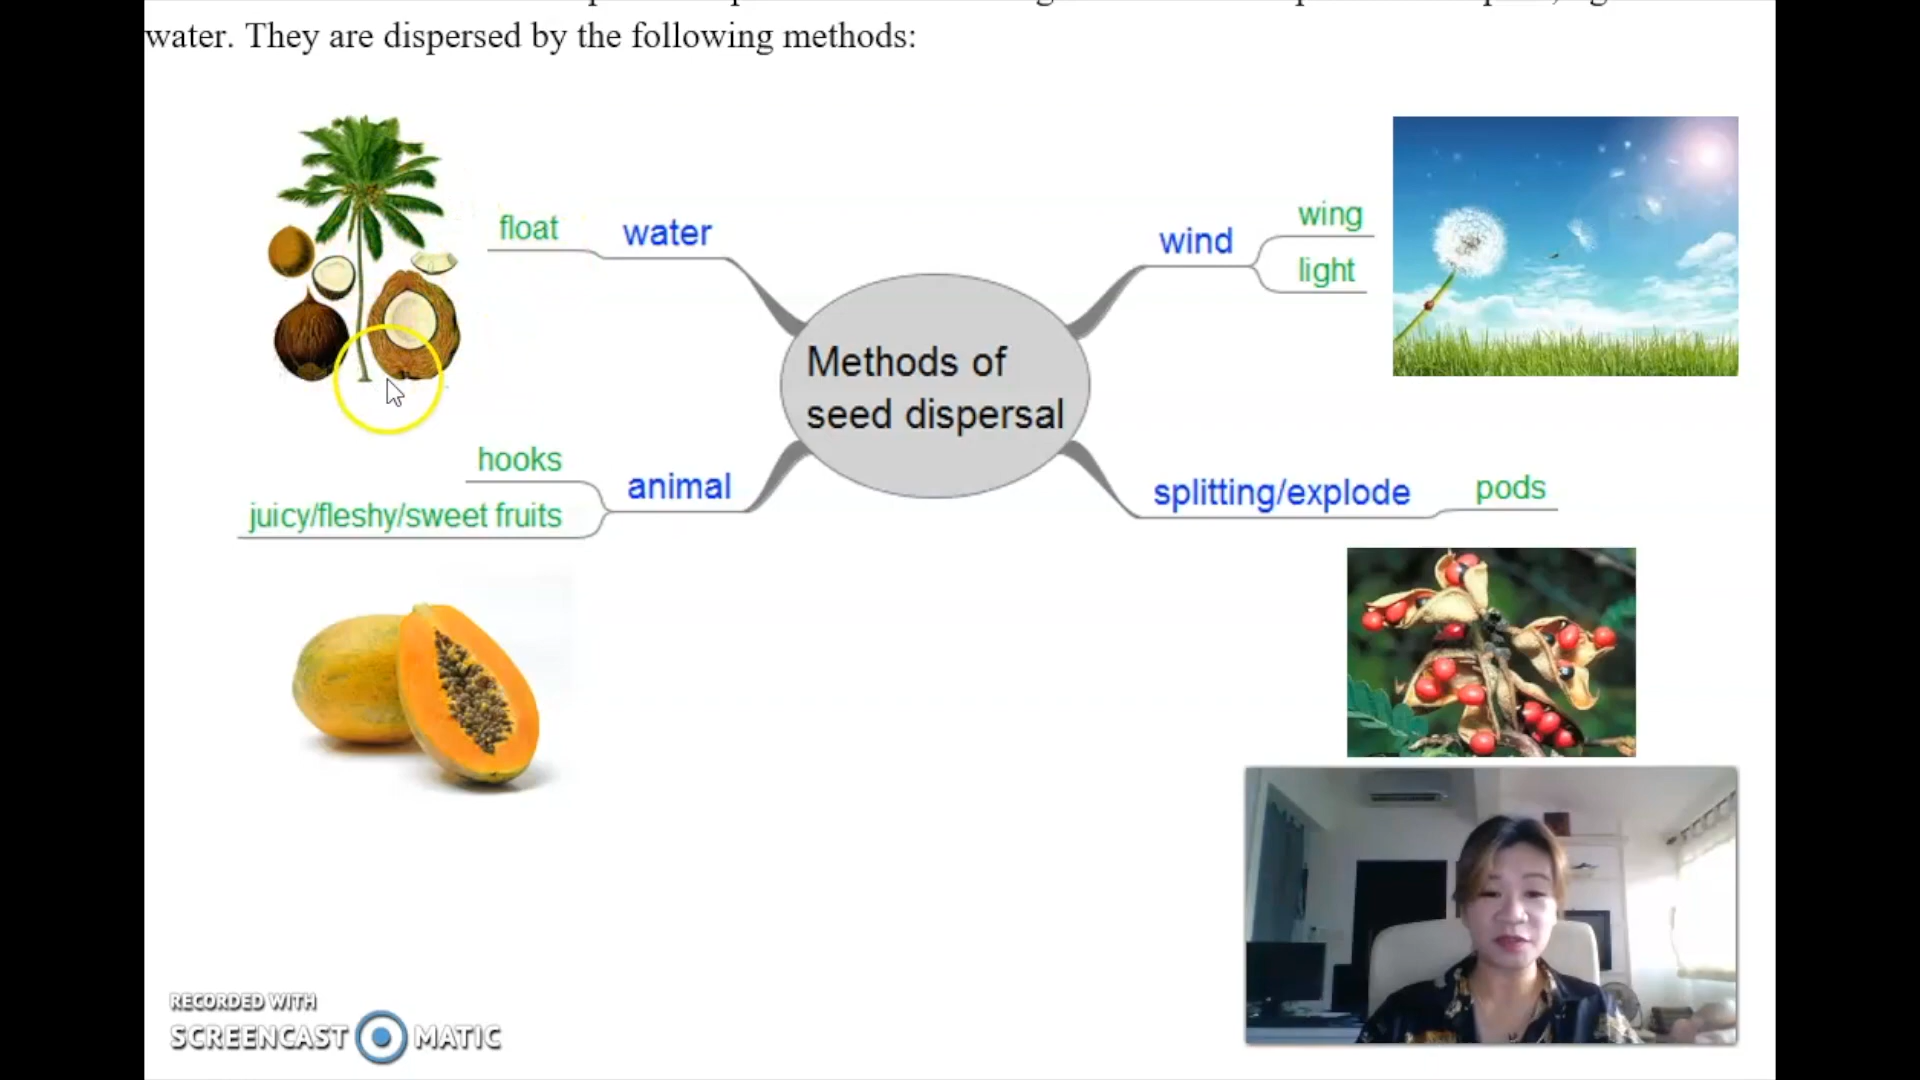 water. They are dispersed by the following methods:
float
water
wind
wing
light
Methods of
seed dispersal
hooks
juicy/fleshy/sweet fruits
animal
splitting/explode
pods
RECORDED WITH
SCREENCAST MATIC